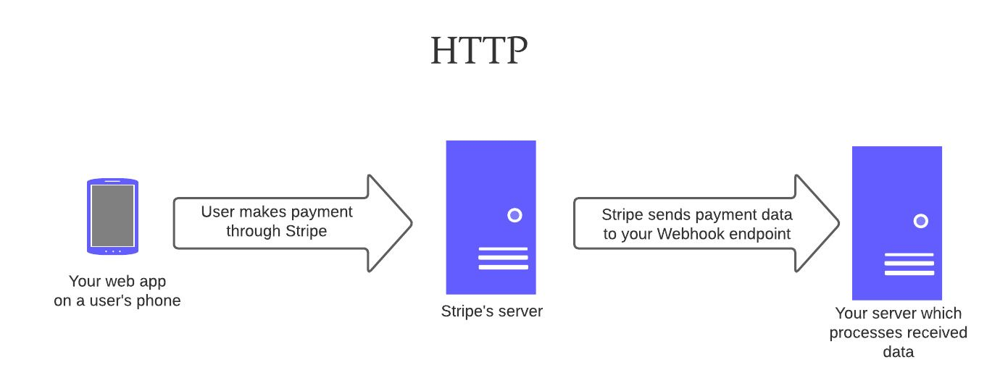 HTTP
User makes payment
through Stripe
Stripe sends payment data
to your Webhook endpoint
Your web app
on a user's phone
Stripe's server
Your server which
processes received
data